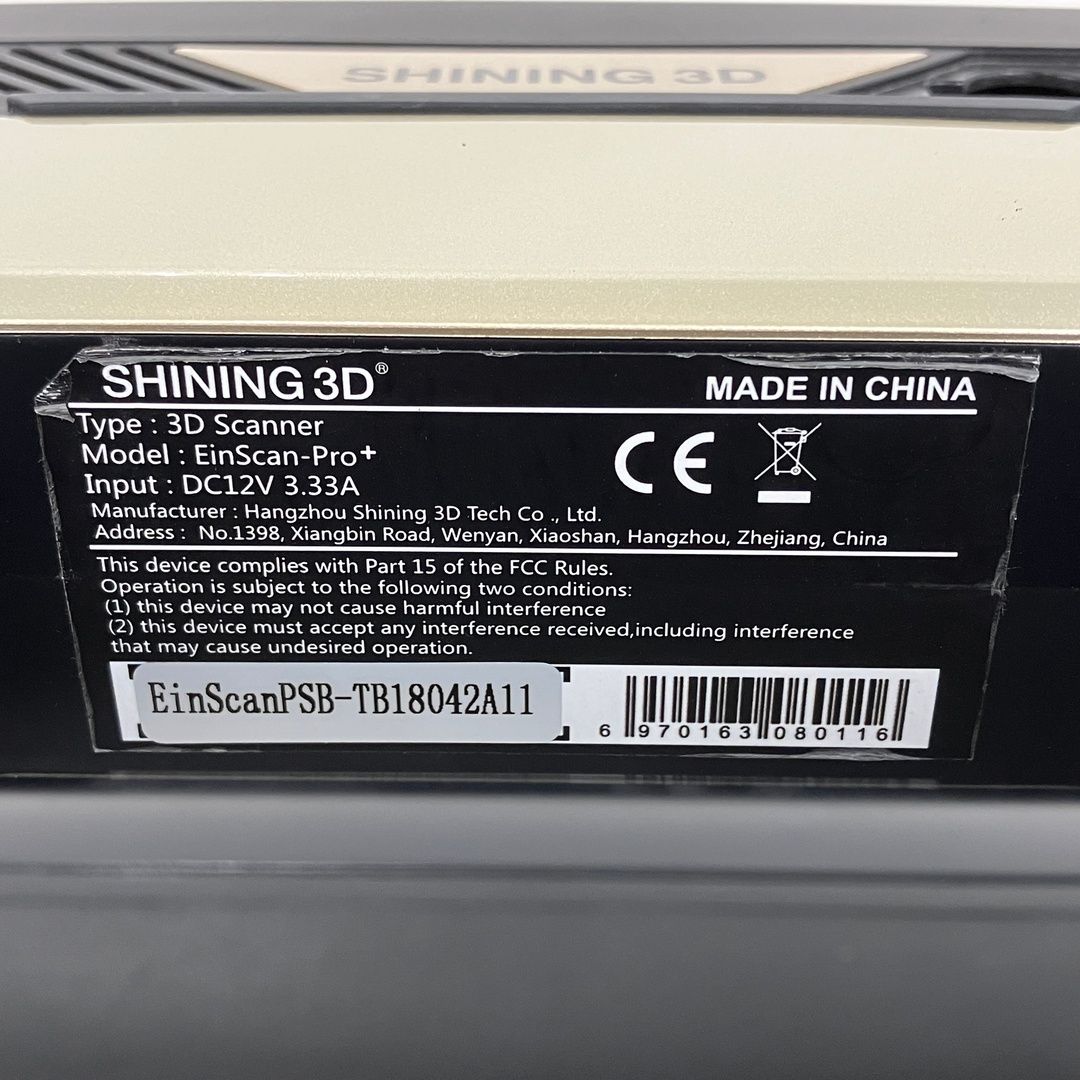 SHINING 3D
SHINING 3D® MADE IN CHINA
Type : 3D Scanner
Model : EinScan-Pro+
Input : DC12V 3.33A
CE
Manufacturer : Hangzhou Shining 3D Tech Co ., Ltd.
Address : No.1398, Xiangbin Road, Wenyan, Xiaoshan, Hangzhou, Zhejiang, China
This device complies with Part 15 of the FCC Rules.
Operation is subject to the following two conditions:
(1) this device may not cause harmful interference
(2) this device must accept any interference received,including interference
that may cause undesired operation.
EinScanPSB-TB18042A11
6 970163 080116